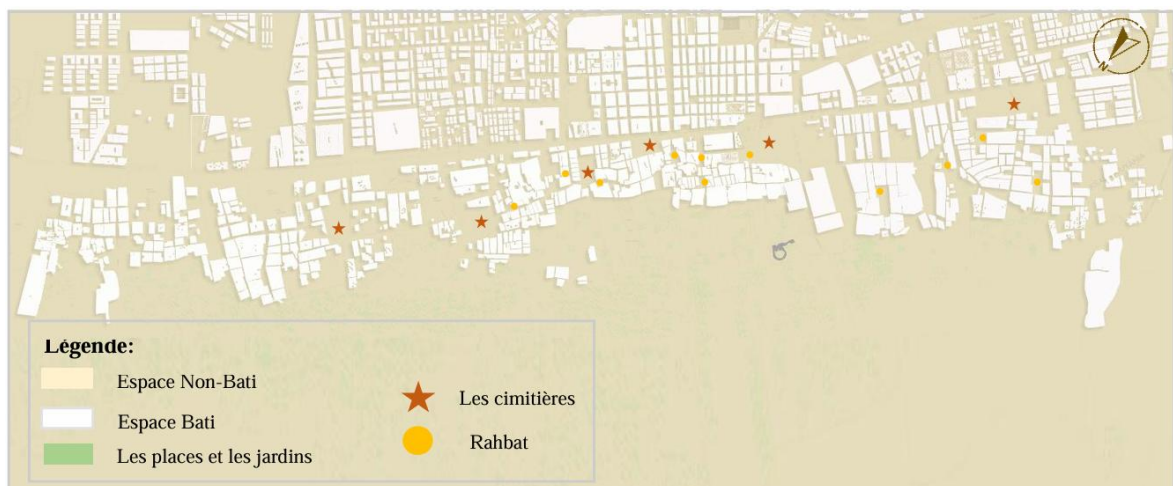 N
Légende:
Espace Non-Bati
Espace Bati
Les places et les jardins
Les cimitières
Rahbat